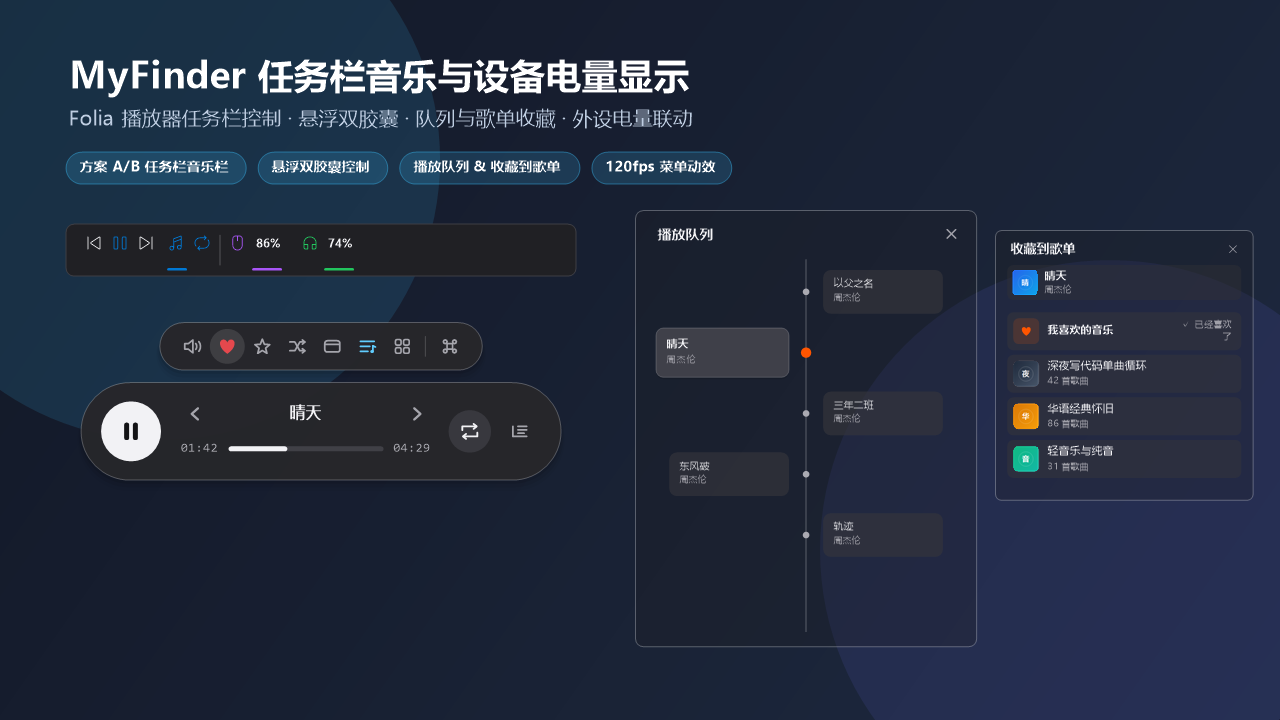 MyFinder 任务栏音乐与设备电量显示
Folia 播放器任务栏控制 · 悬浮双胶囊 · 队列与歌单收藏 · 外设电量联动
方案 A/B 任务栏音乐栏
悬浮双胶囊控制
播放队列 & 收藏到歌单
120fps 菜单动效
86%
74%
晴天
01:42
04:29
播放队列
以父之名
周杰伦
晴天
周杰伦
三年二班
周杰伦
东风破
周杰伦
轨迹
周杰伦
收藏到歌单
晴
晴天
周杰伦
我喜欢的音乐
✓ 已经喜欢
了
夜
深夜写代码单曲循环
42 首歌曲
华
华语经典怀旧
86 首歌曲
音
轻音乐与纯音
31 首歌曲